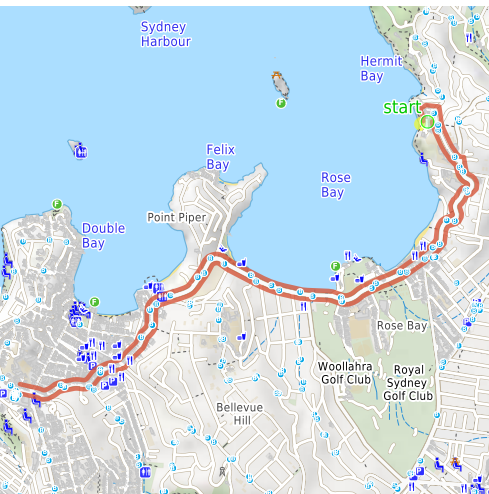 Sydney
Harbour
Hermit
Bay
start
Felix
Bay
Rose
Bay
Point Piper
Double
Bay
F
F
F
F
Rose Bay
Woollahra
Golf Club
Royal
Sydney
Golf Club
Bellevue
Hill
P
P
P
P
P